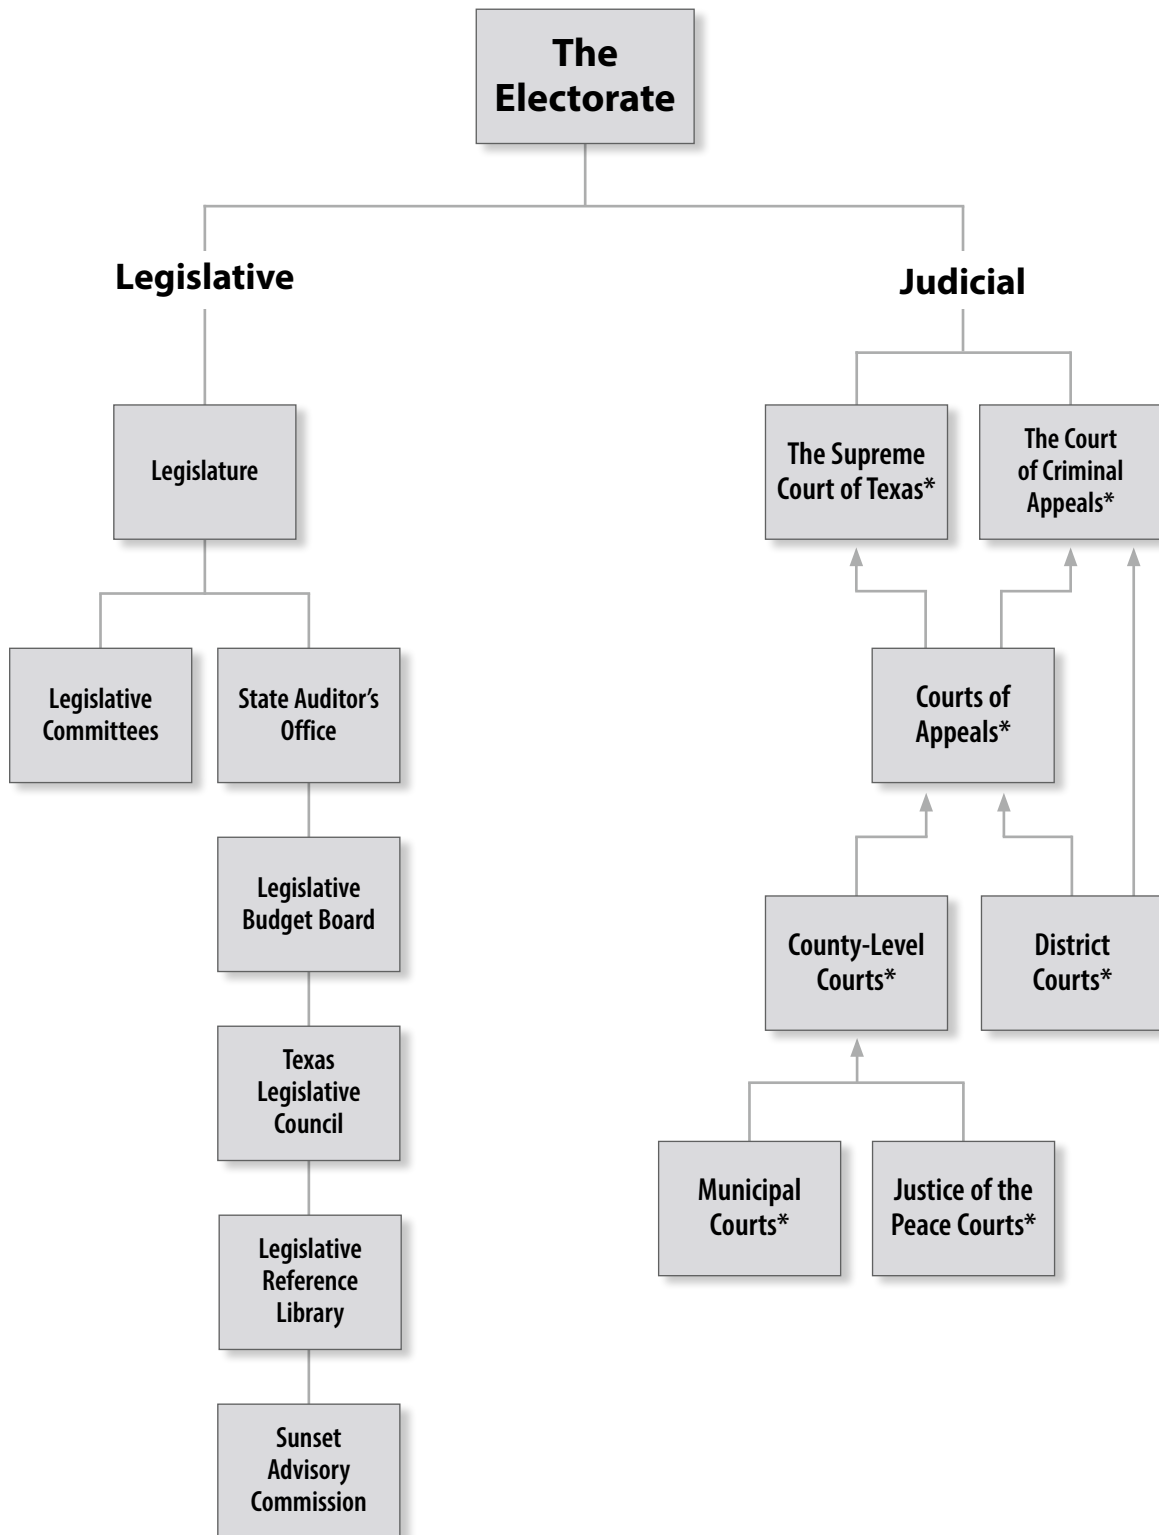 The
Electorate
Legislative
Judicial
Legislature
The Supreme
Court of Texas*
The Court
of Criminal
Appeals*
Legislative
Committees
State Auditor’s
Office
Courts of
Appeals*
Legislative
Budget Board
County-Level
Courts*
District
Courts*
Texas
Legislative
Council
Municipal
Courts*
Justice of the
Peace Courts*
Legislative
Reference
Library
Sunset
Advisory
Commission